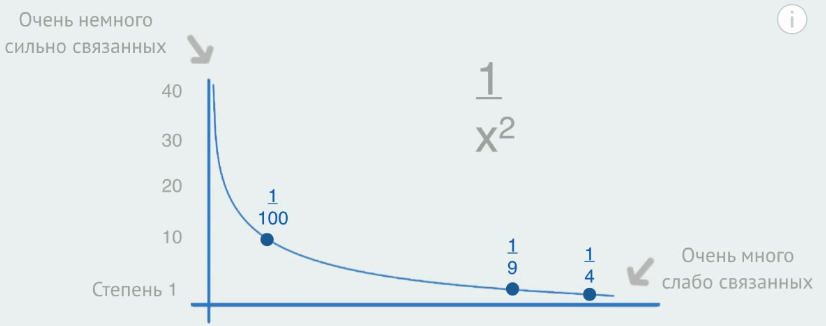 Очень немного
сильно связанных
i
1
x²
40
30
20
10
Степень 1
1
100
1
9
1
4
Очень много
слабо связанных